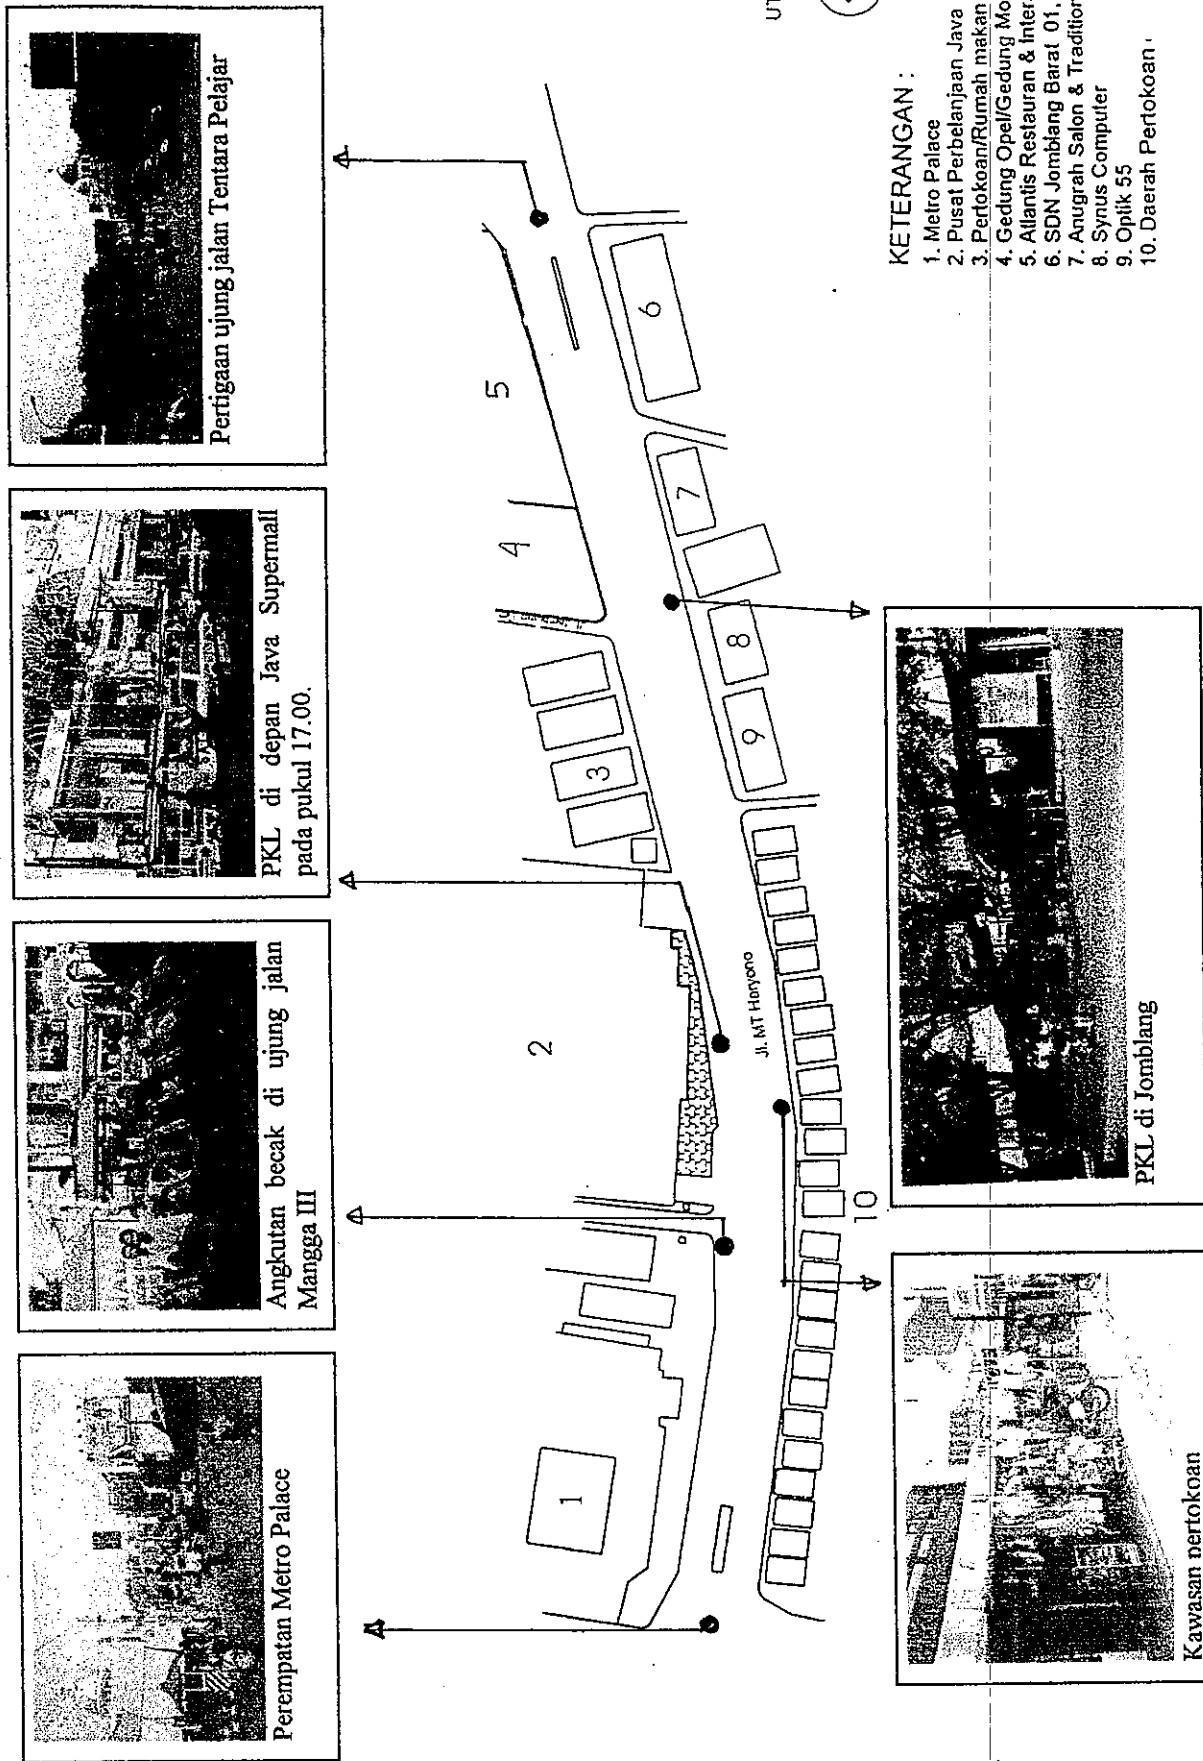 Perempatan Metro Palace
Angkutan becak di ujung jalan
Mangga III
PKL di depan Java Supermall
pada pukul 17.00.
Pertigaan ujung jalan Tentara Pelajar
1
2
3
4
5
6
7
8
9
10
Jl. MT Haryono
Kawasan pertokoan
PKL di Jomblang
UT
KETERANGAN :
1. Metro Palace
2. Pusat Perbelanjaan Java
3. Pertokoan/Rumah makan
4. Gedung Opel/Gedung Mo
5. Atlantis Restauran & Inter
6. SDN Jomblang Barat 01,
7. Anugrah Salon & Tradition
8. Synus Computer
9. Optik 55
10. Daerah Pertokoan